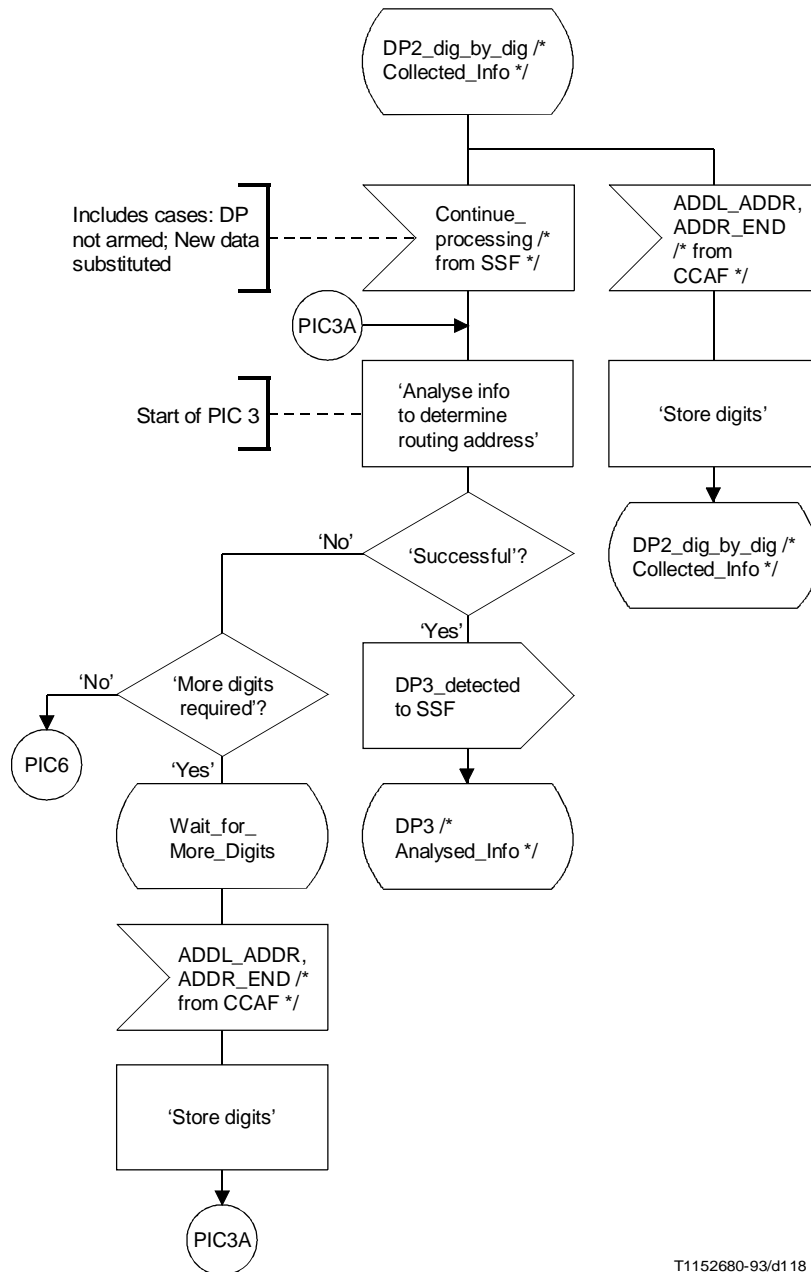 DP2_dig_by_dig /*
Collected_Info */
Includes cases: DP
not armed; New data
substituted
Continue_
processing /*
from SSF */
ADDL_ADDR,
ADDR_END
/* from
CCAF */
PIC3A
Start of PIC 3
‘Analyse info
to determine
routing address’
‘Store digits’
‘No’
‘Successful’?
DP2_dig_by_dig /*
Collected_Info */
‘Yes’
‘No’
‘More digits
required’?
DP3_detected
to SSF
PIC6
‘Yes’
Wait_for_
More_Digits
DP3 /*
Analysed_Info */
ADDL_ADDR,
ADDR_END /*
from CCAF */
‘Store digits’
PIC3A
T1152680-93/d118